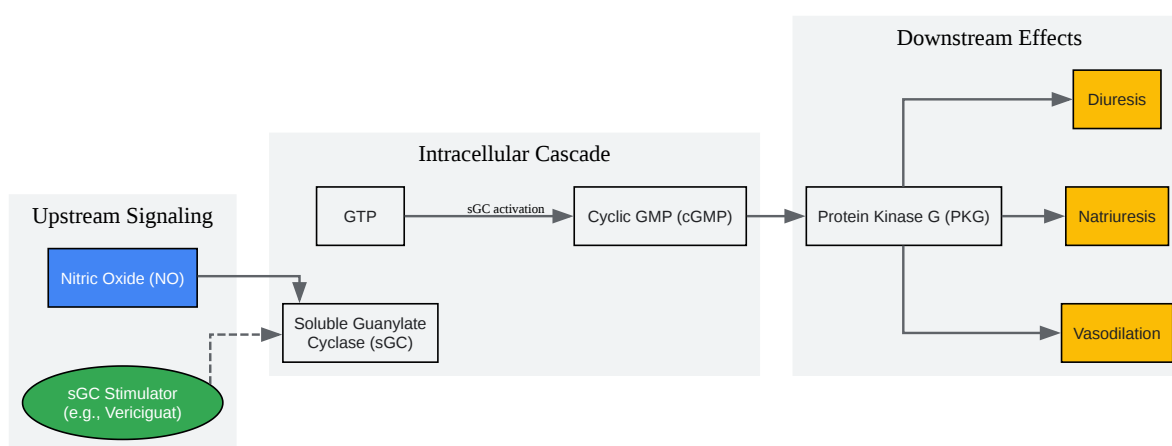 Upstream Signaling
Nitric Oxide (NO)
sGC Stimulator
(e.g., Vericiguat)
Intracellular Cascade
GTP
sGC activation
Cyclic GMP (cGMP)
Soluble Guanylate
Cyclase (sGC)
Downstream Effects
Protein Kinase G (PKG)
Diuresis
Natriuresis
Vasodilation